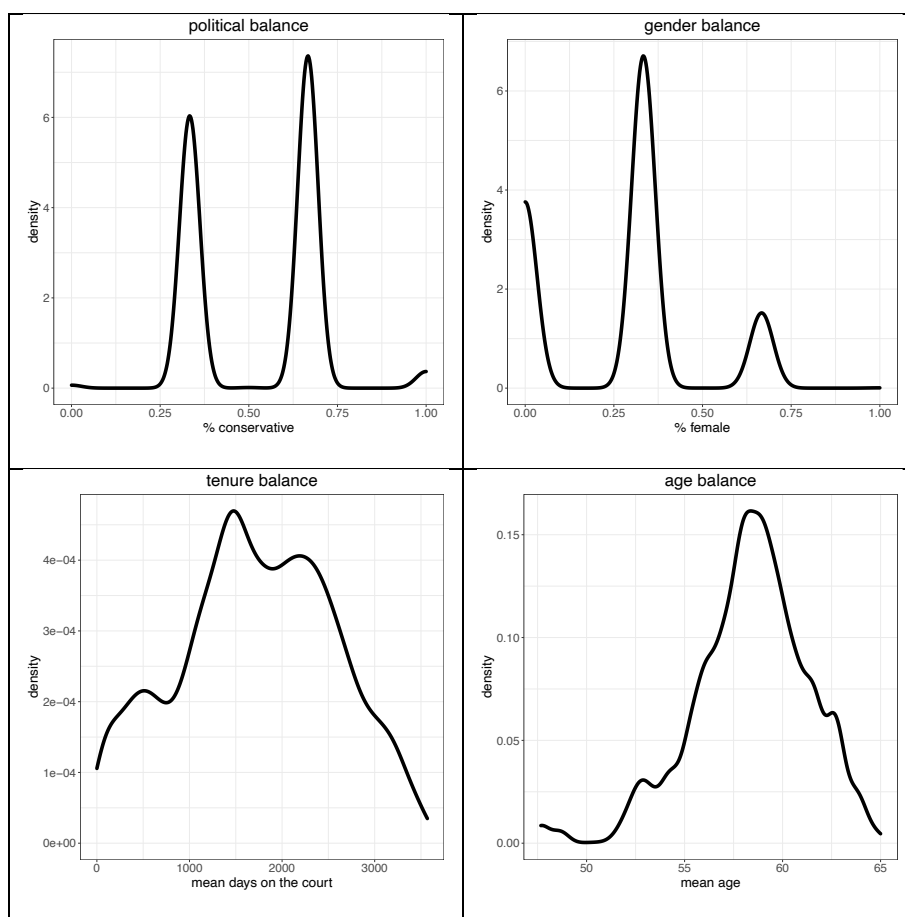 political balance
density
6
4
2
0
0.00 0.25 0.50 0.75 1.00
% conservative
gender balance
density
6
4
2
0
0.00 0.25 0.50 0.75 1.00
% female
tenure balance
density
4e−04
3e−04
2e−04
1e−04
0e+00
0 1000 2000 3000
mean days on the court
age balance
density
0.15
0.10
0.05
0.00
50 55 60 65
mean age